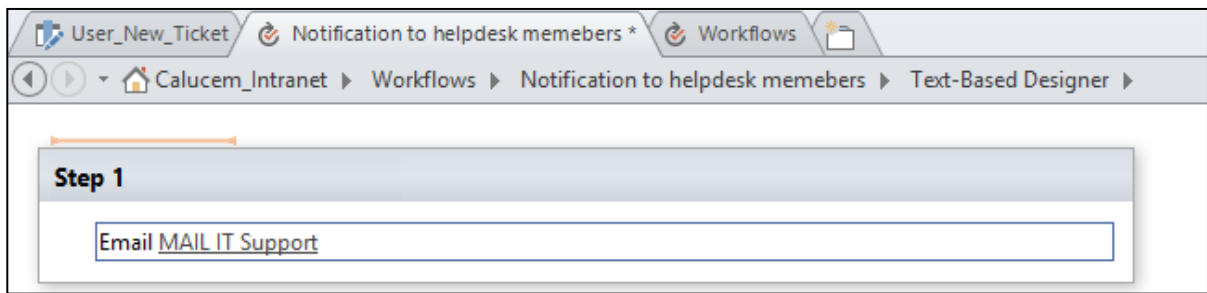 User_New_Ticket Notification to helpdesk memebers * Workflows
Calucem_Intranet Workflows Notification to helpdesk memebers Text-Based Designer
Step 1
Email MAIL IT Support